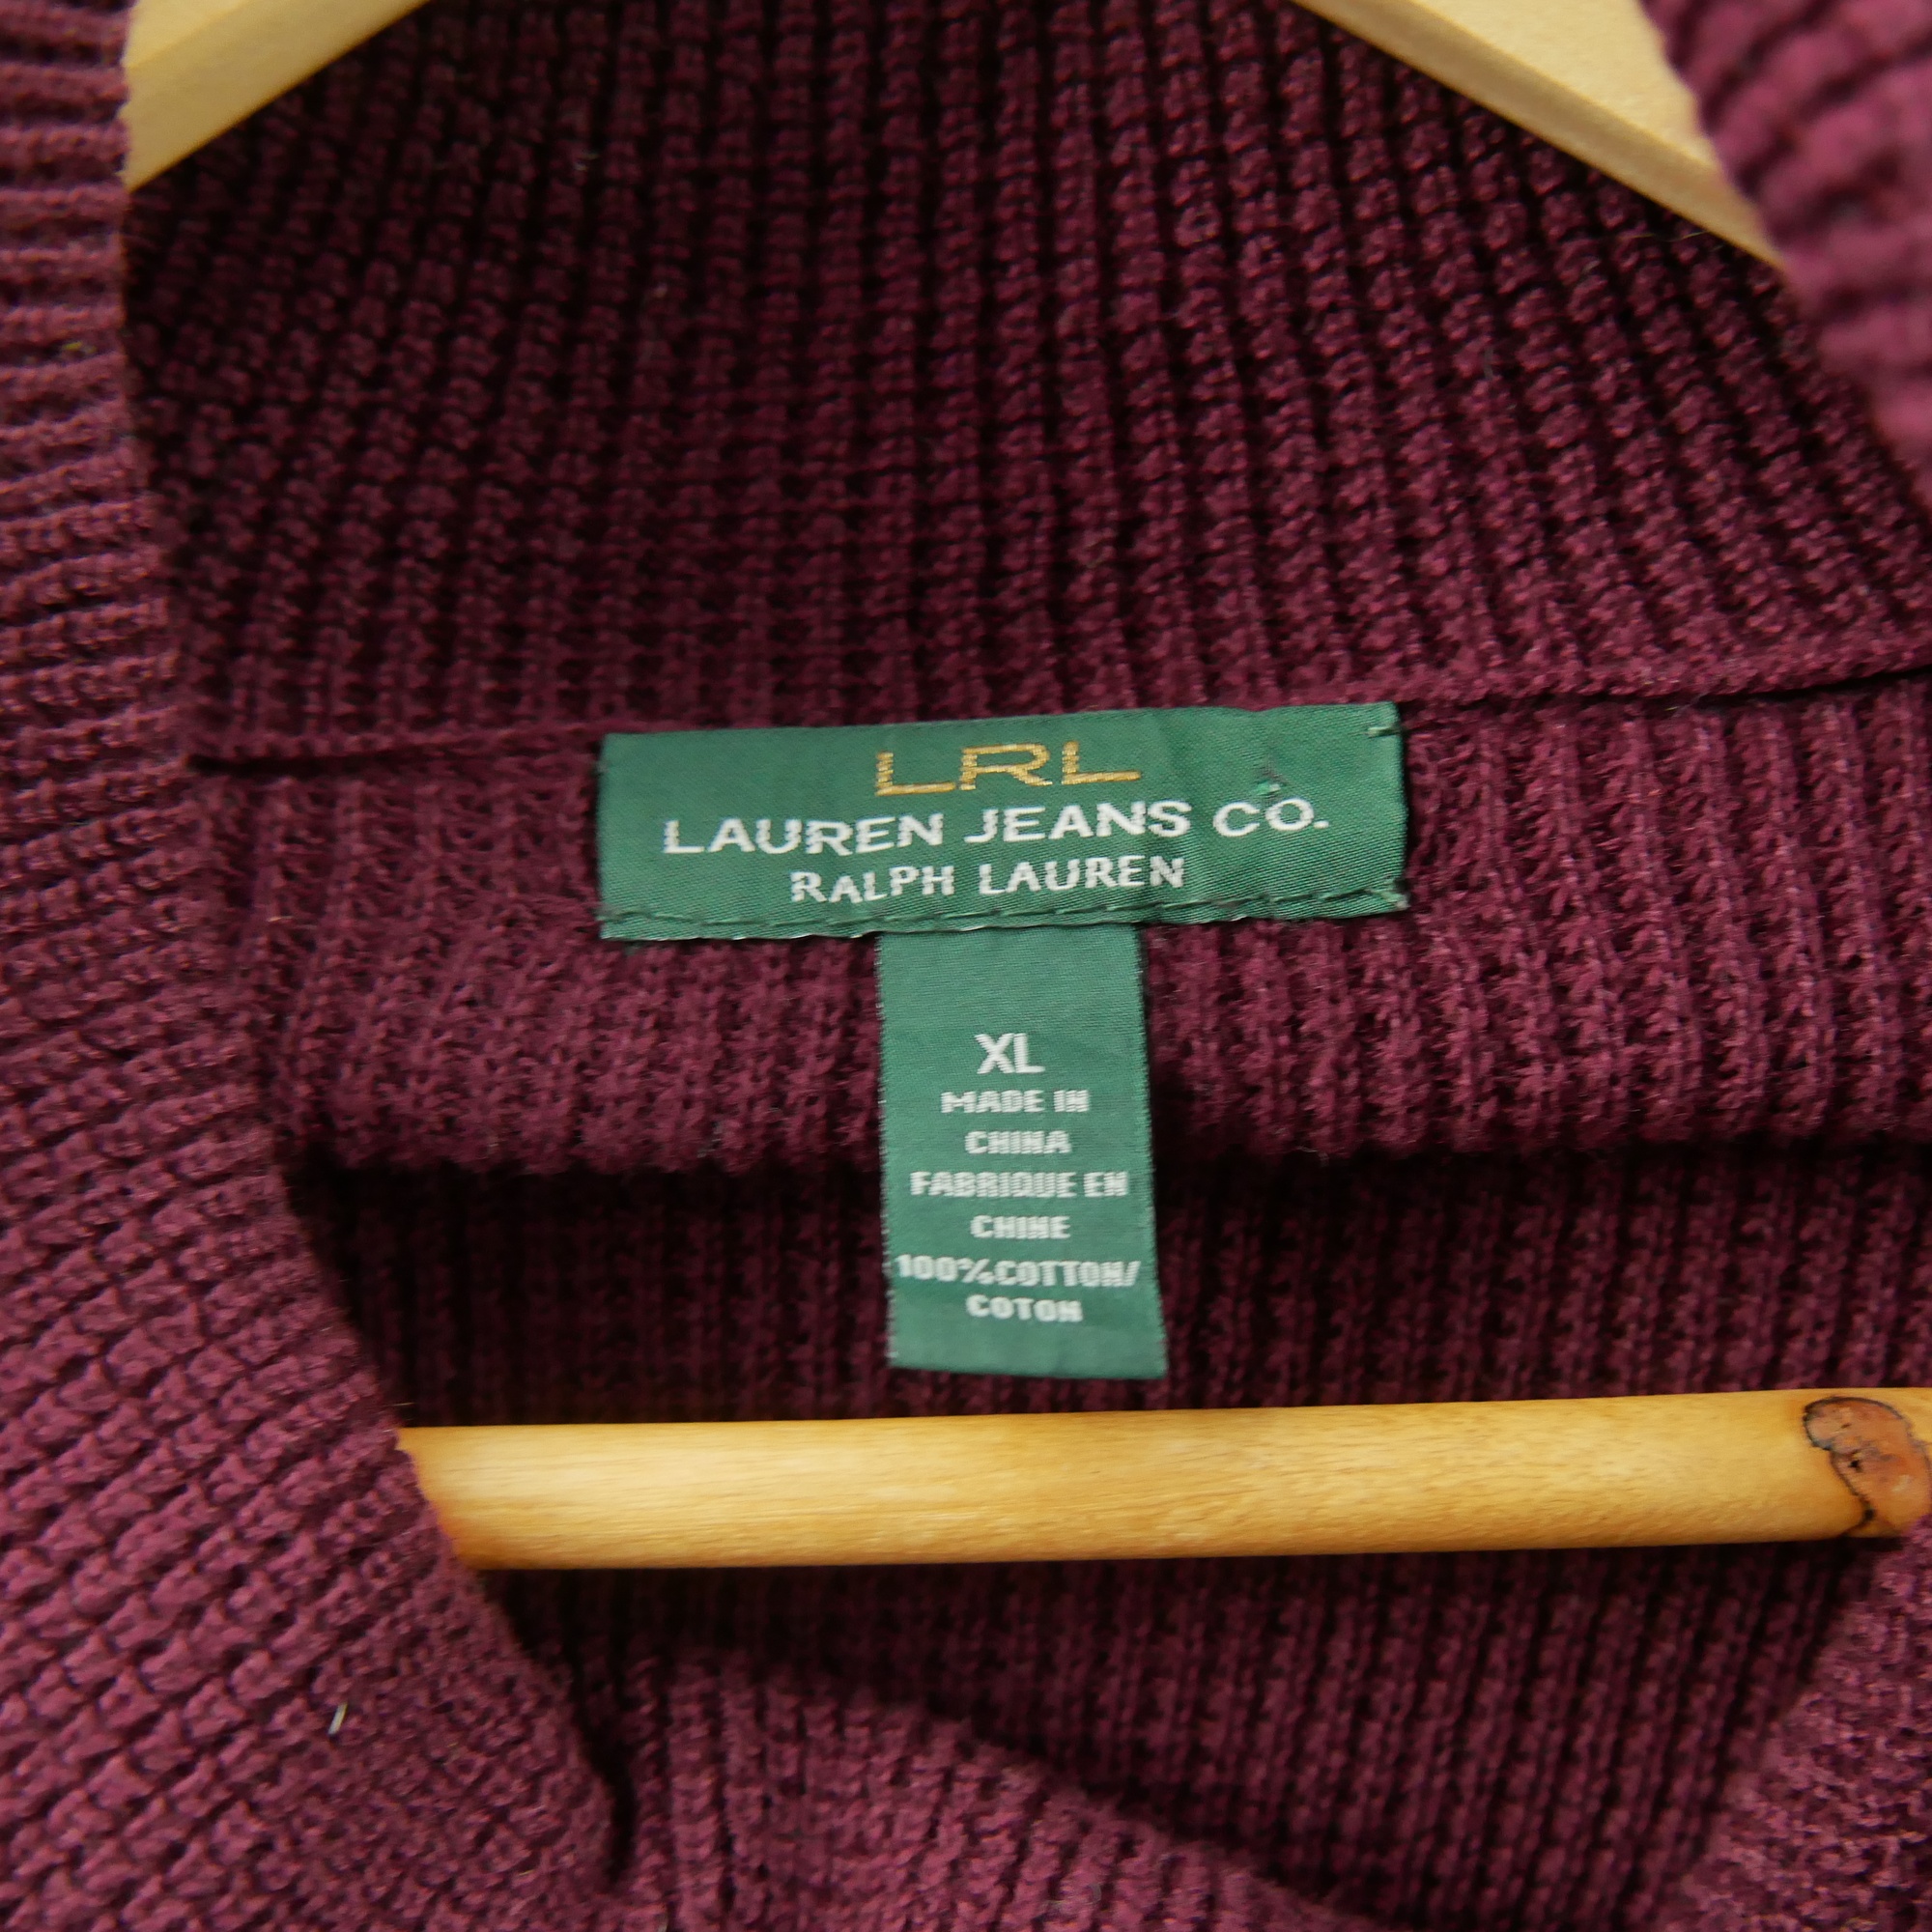 LRL
LAUREN JEANS CO.
RALPH LAUREN
XL
MADE IN
CHINA
FABRIQUE EN
CHINE
100%COTTON/
COTON